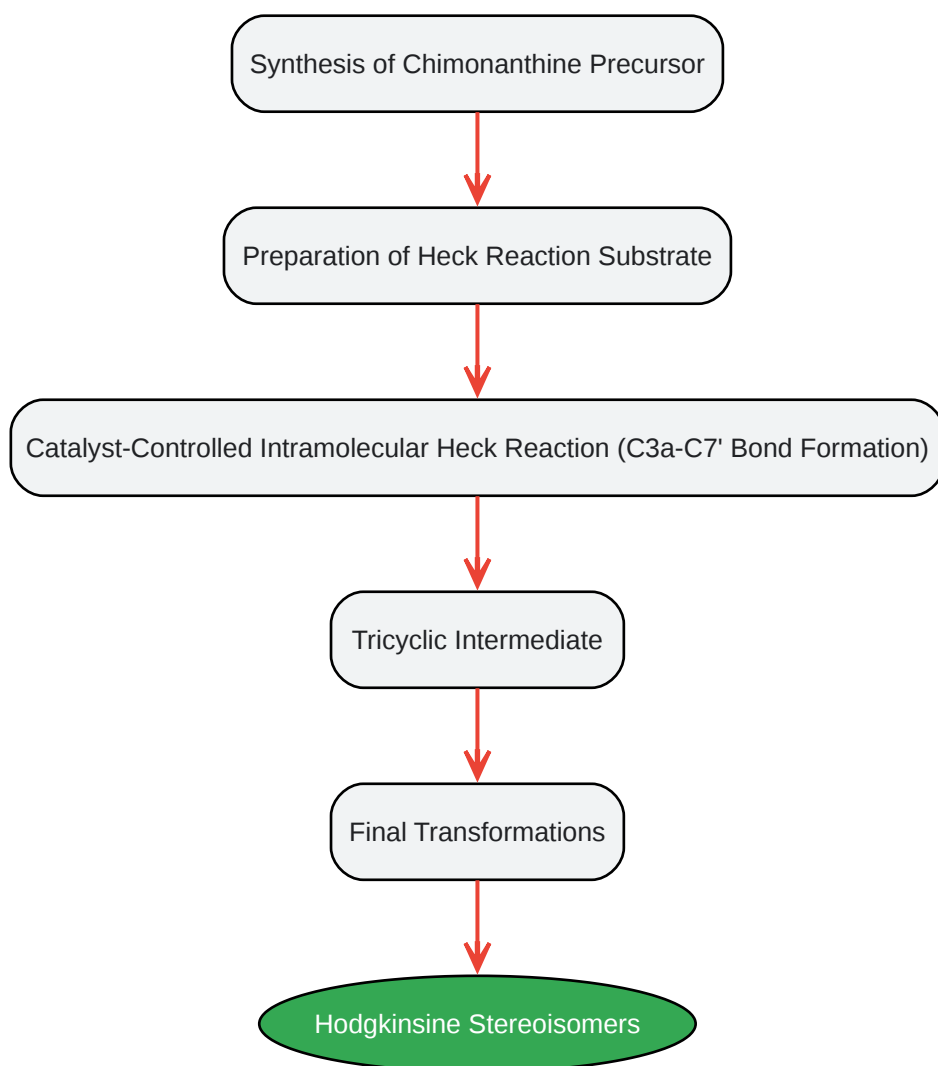 Synthesis of Chimonanthine Precursor
Preparation of Heck Reaction Substrate
Catalyst-Controlled Intramolecular Heck Reaction (C3a-C7' Bond Formation)
Tricyclic Intermediate
Final Transformations
Hodgkinsine Stereoisomers